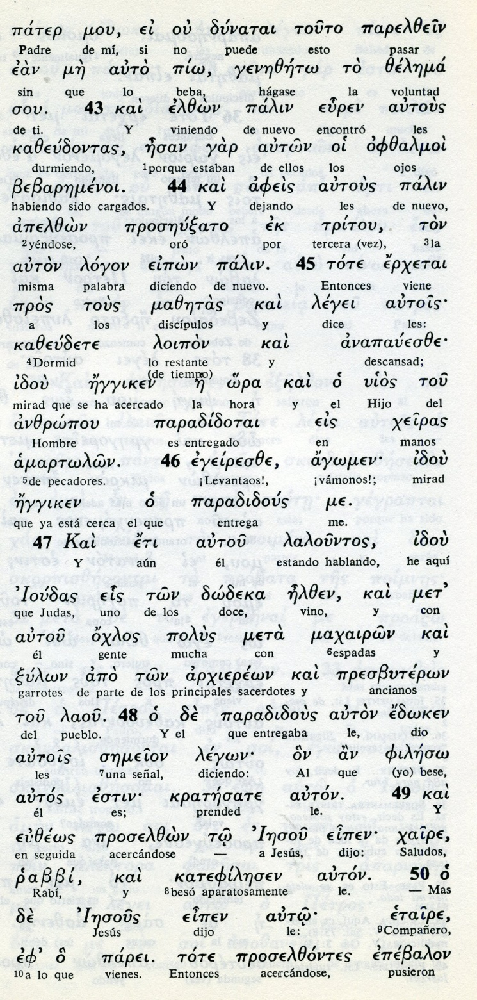 πάτερ μου, εἰ οὐ δύναται τοῦτο παρελθεῖν
Padre de mí, si no puede esto pasar
ἐὰν μὴ αὐτὸ πίω, γενηθήτω τὸ θέλημά
sin que lo beba, hágase la voluntad
σου. 43 καὶ ἐλθὼν πάλιν εὗρεν αὐτοὺς
de ti. Y viniendo de nuevo encontró les
καθεύδοντας, ἦσαν γὰρ αὐτῶν οἱ ὀφθαλμοὶ
durmiendo, 1porque estaban de ellos los ojos
βεβαρημένοι. 44 καὶ ἀφεὶς αὐτοὺς πάλιν
habiendo sido cargados. Y dejando les de nuevo,
ἀπελθὼν προσηύξατο ἐκ τρίτου, τὸν
2yéndose, oró por tercera (vez), 3la
αὐτὸν λόγον εἰπὼν πάλιν. 45 τότε ἔρχεται
misma palabra diciendo de nuevo. Entonces viene
πρὸς τοὺς μαθητὰς καὶ λέγει αὐτοῖς·
a los discípulos y dice les:
καθεύδετε λοιπὸν καὶ ἀναπαύεσθε·
4Dormid lo restante y descansad;
(de tiempo)
ἰδοὺ ἤγγικεν ἡ ὥρα καὶ ὁ υἱὸς τοῦ
mirad que se ha acercado la hora y el Hijo del
ἀνθρώπου παραδίδοται εἰς χεῖρας
Hombre es entregado en manos
ἁμαρτωλῶν. 46 ἐγείρεσθε, ἄγωμεν· ἰδοὺ
5de pecadores. ¡Levantaos!, ¡vámonos!; mirad
ἤγγικεν ὁ παραδιδούς με.
que ya está cerca el que entrega me.
47 Καὶ ἔτι αὐτοῦ λαλοῦντος, ἰδοὺ
Y aún él estando hablando, he aquí
Ἰούδας εἷς τῶν δώδεκα ἦλθεν, καὶ μετ’
que Judas, uno de los doce, vino, y con
αὐτοῦ ὄχλος πολὺς μετὰ μαχαιρῶν καὶ
él gente mucha con 6espadas y
ξύλων ἀπὸ τῶν ἀρχιερέων καὶ πρεσβυτέρων
garrotes de parte de los principales sacerdotes y ancianos
τοῦ λαοῦ. 48 ὁ δὲ παραδιδοὺς αὐτὸν ἔδωκεν
del pueblo. Y el que entregaba le, dio
αὐτοῖς σημεῖον λέγων· ὃν ἂν φιλήσω
les 7una señal, diciendo: Al que (yo) bese,
αὐτός ἐστιν· κρατήσατε αὐτόν. 49 καὶ
él es; prended le. Y
εὐθέως προσελθὼν τῷ Ἰησοῦ εἶπεν· χαῖρε,
en seguida acercándose — a Jesús, dijo: Saludos,
ῥαββί, καὶ κατεφίλησεν αὐτόν. 50 ὁ
Rabí, y 8besó aparatosamente le. — Mas
δὲ Ἰησοῦς εἶπεν αὐτῷ· ἑταῖρε,
Jesús dijo le: 9Compañero,
ἐφ’ ὃ πάρει. τότε προσελθόντες ἐπέβαλον
10a lo que vienes. Entonces acercándose, pusieron